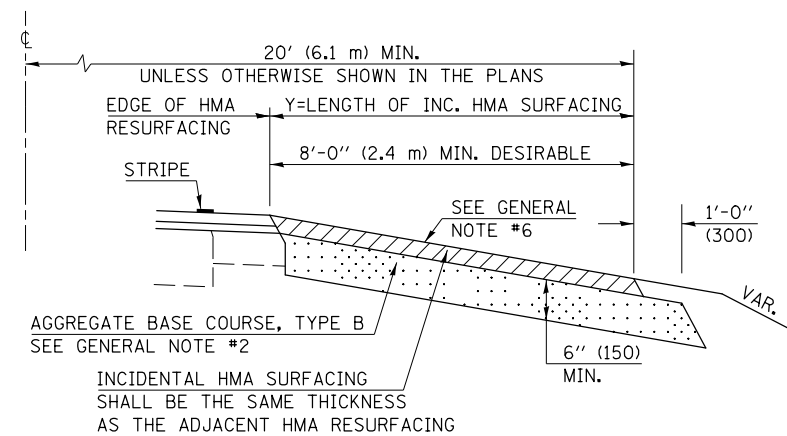 ℄
20' (6.1 m) MIN.
UNLESS OTHERWISE SHOWN IN THE PLANS
EDGE OF HMA
RESURFACING
Y=LENGTH OF INC. HMA SURFACING
8'-0'' (2.4 m) MIN. DESIRABLE
STRIPE
SEE GENERAL
NOTE #6
1'-0''
(300)
VAR.
AGGREGATE BASE COURSE, TYPE B
SEE GENERAL NOTE #2
6'' (150)
MIN.
INCIDENTAL HMA SURFACING
SHALL BE THE SAME THICKNESS
AS THE ADJACENT HMA RESURFACING